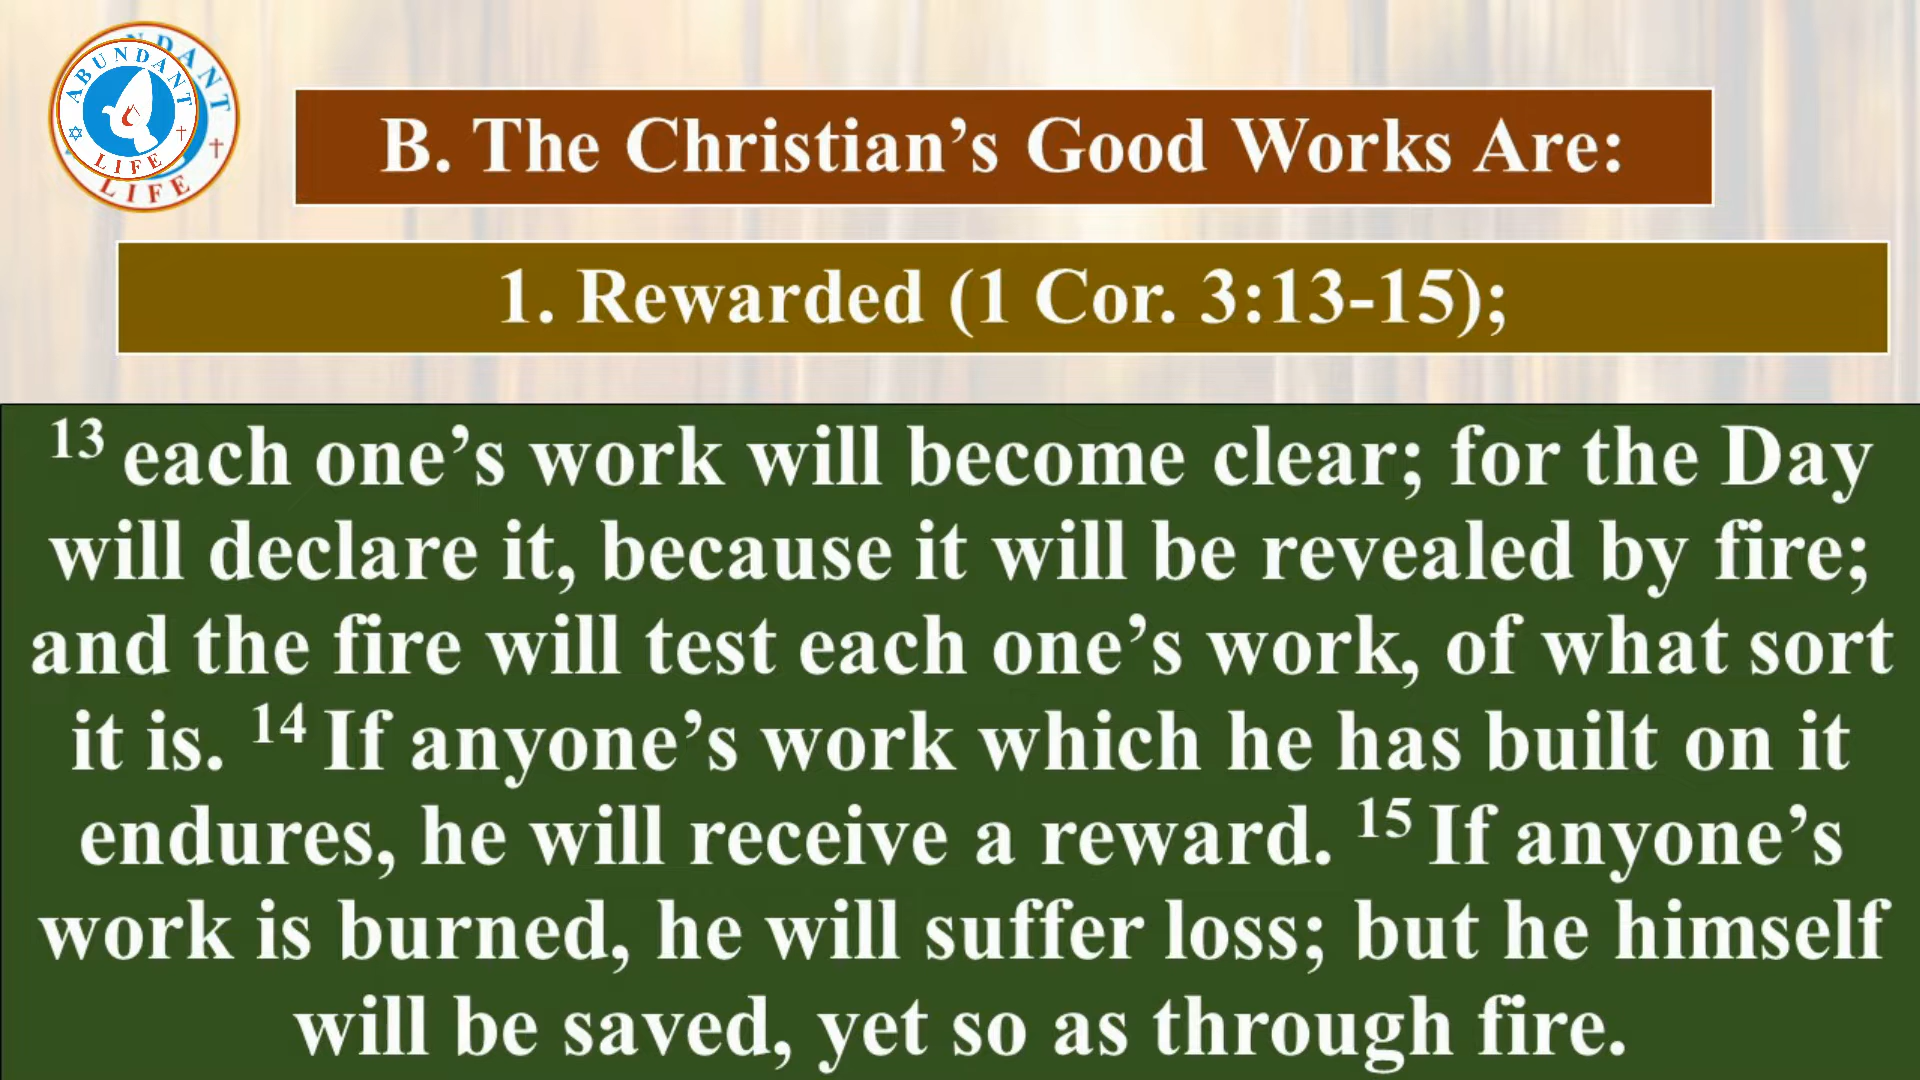 ABUNDANT
LIFE
NDANT
LIFE
B. The Christian’s Good Works Are:
1. Rewarded (1 Cor. 3:13-15);
13 each one’s work will become clear; for the Day
will declare it, because it will be revealed by fire;
and the fire will test each one’s work, of what sort
it is. 14 If anyone’s work which he has built on it
endures, he will receive a reward. 15 If anyone’s
work is burned, he will suffer loss; but he himself
will be saved, yet so as through fire.